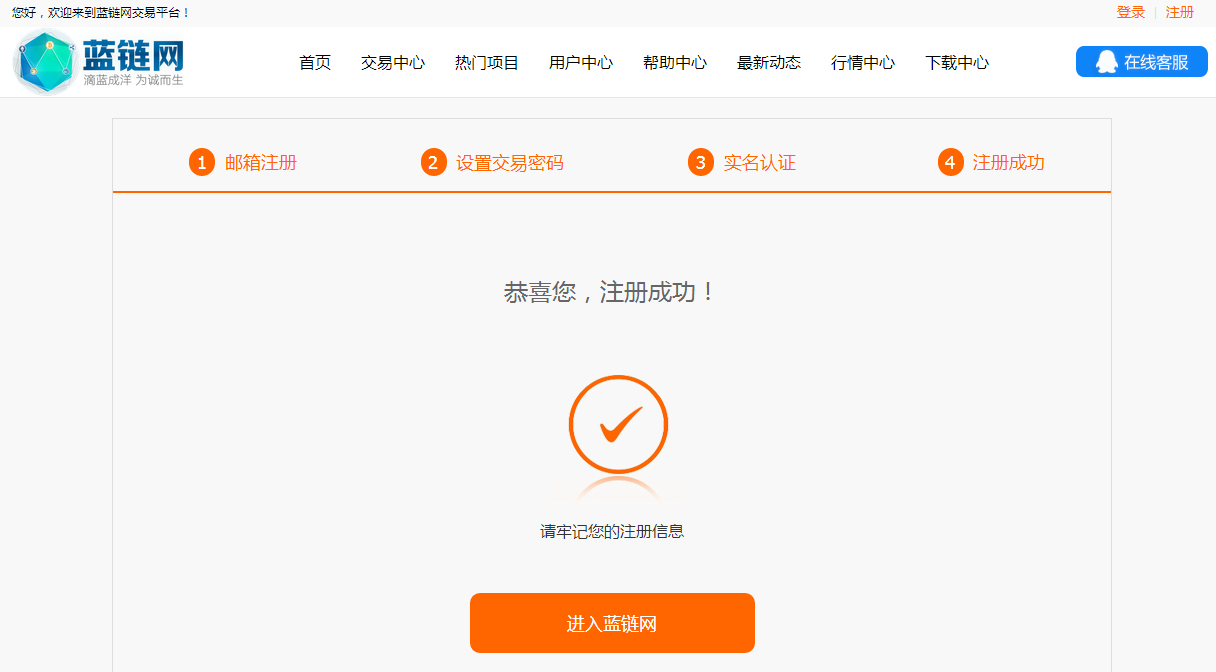 您好，欢迎来到蓝链网交易平台！
登录 | 注册
蓝链网
滴蓝成洋 为诚而生
首页 交易中心 热门项目 用户中心 帮助中心 最新动态 行情中心 下载中心
在线客服
1 邮箱注册 2 设置交易密码 3 实名认证 4 注册成功
恭喜您，注册成功！
请牢记您的注册信息
进入蓝链网